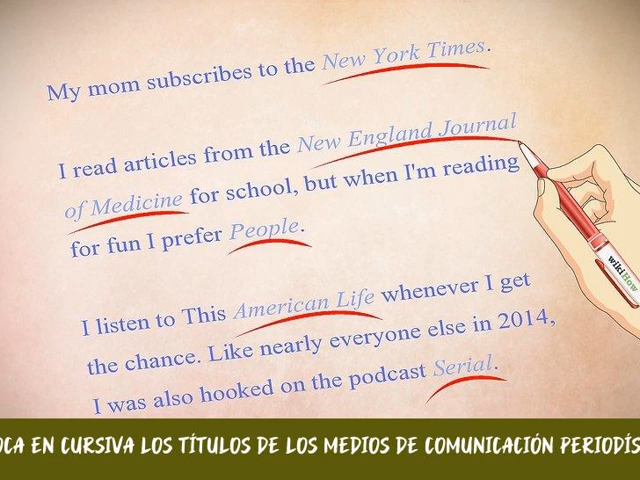 My mom subscribes to the New York Times.
I read articles from the New England Journal
of Medicine for school, but when I'm reading
for fun I prefer People.
I listen to This American Life whenever I get
the chance. Like nearly everyone else in 2014,
I was also hooked on the podcast Serial.
wikiHow
EN CURSIVA LOS TÍTULOS DE LOS MEDIOS DE COMUNICACIÓN